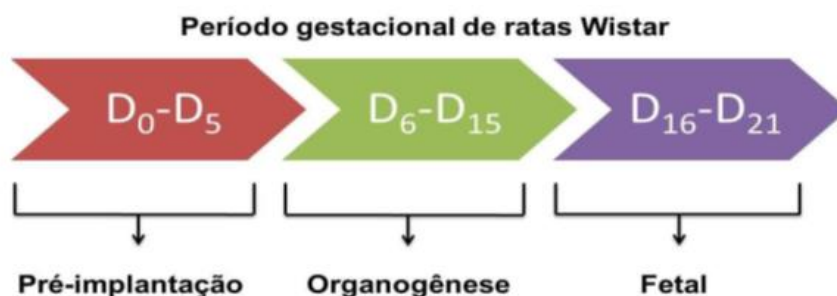 Período gestacional de ratas Wistar
D₀-D₅ D₆-D₁₅ D₁₆-D₂₁
Pré-implantação Organogênese Fetal